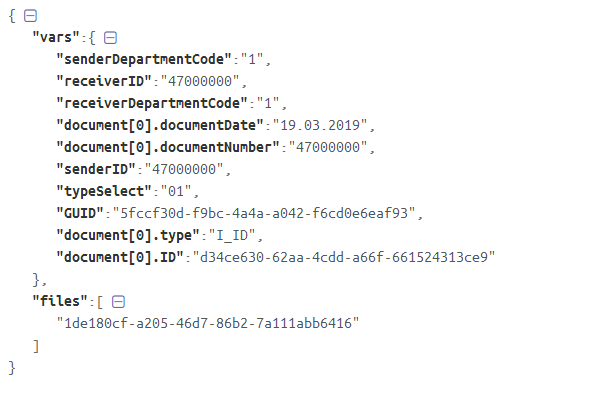 {
"vars":{
"senderDepartmentCode":"1",
"receiverID":"47000000",
"receiverDepartmentCode":"1",
"document[0].documentDate":"19.03.2019",
"document[0].documentNumber":"47000000",
"senderID":"47000000",
"typeSelect":"01",
"GUID":"5fccf30d-f9bc-4a4a-a042-f6cd0e6eaf93",
"document[0].type":"I_ID",
"document[0].ID":"d34ce630-62aa-4cdd-a66f-661524313ce9"
},
"files":[
"1de180cf-a205-46d7-86b2-7a111abb6416"
]
}